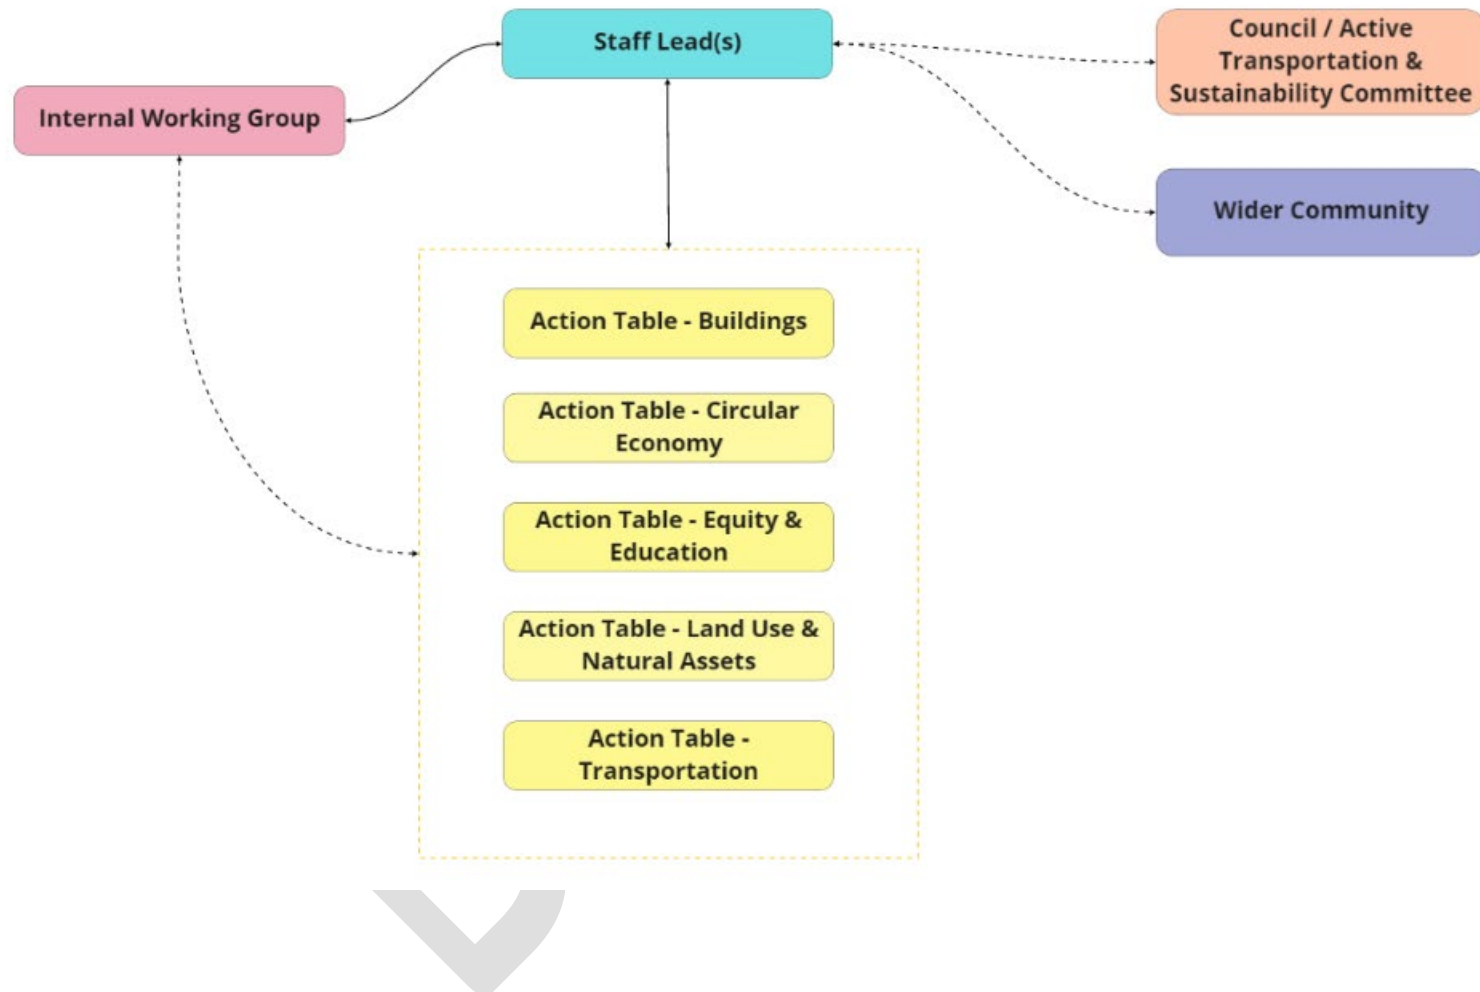 Staff Lead(s)
Council / Active
Transportation &
Sustainability Committee
Internal Working Group
Wider Community
Action Table - Buildings
Action Table - Circular
Economy
Action Table - Equity &
Education
Action Table - Land Use &
Natural Assets
Action Table -
Transportation